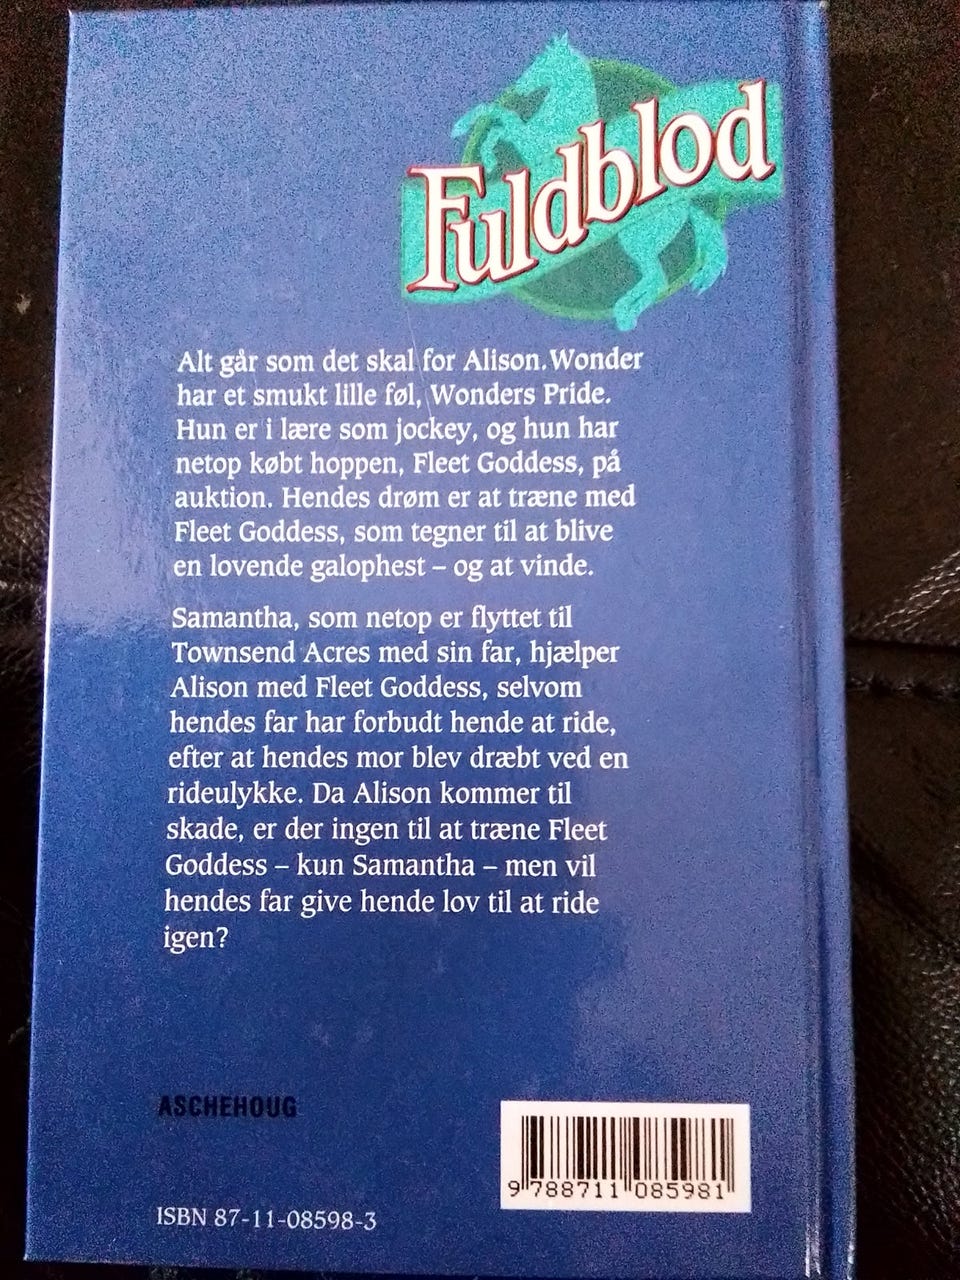 Fuldblod
Alt går som det skal for Alison. Wonder
har et smukt lille føl, Wonders Pride.
Hun er i lære som jockey, og hun har
netop købt hoppen, Fleet Goddess, på
auktion. Hendes drøm er at træne med
Fleet Goddess, som tegner til at blive
en lovende galophest – og at vinde.
Samantha, som netop er flyttet til
Townsend Acres med sin far, hjælper
Alison med Fleet Goddess, selvom
hendes far har forbudt hende at ride,
efter at hendes mor blev dræbt ved en
rideulykke. Da Alison kommer til
skade, er der ingen til at træne Fleet
Goddess – kun Samantha – men vil
hendes far give hende lov til at ride
igen?
ASCHEHOUG
9 788711 085981
ISBN 87-11-08598-3